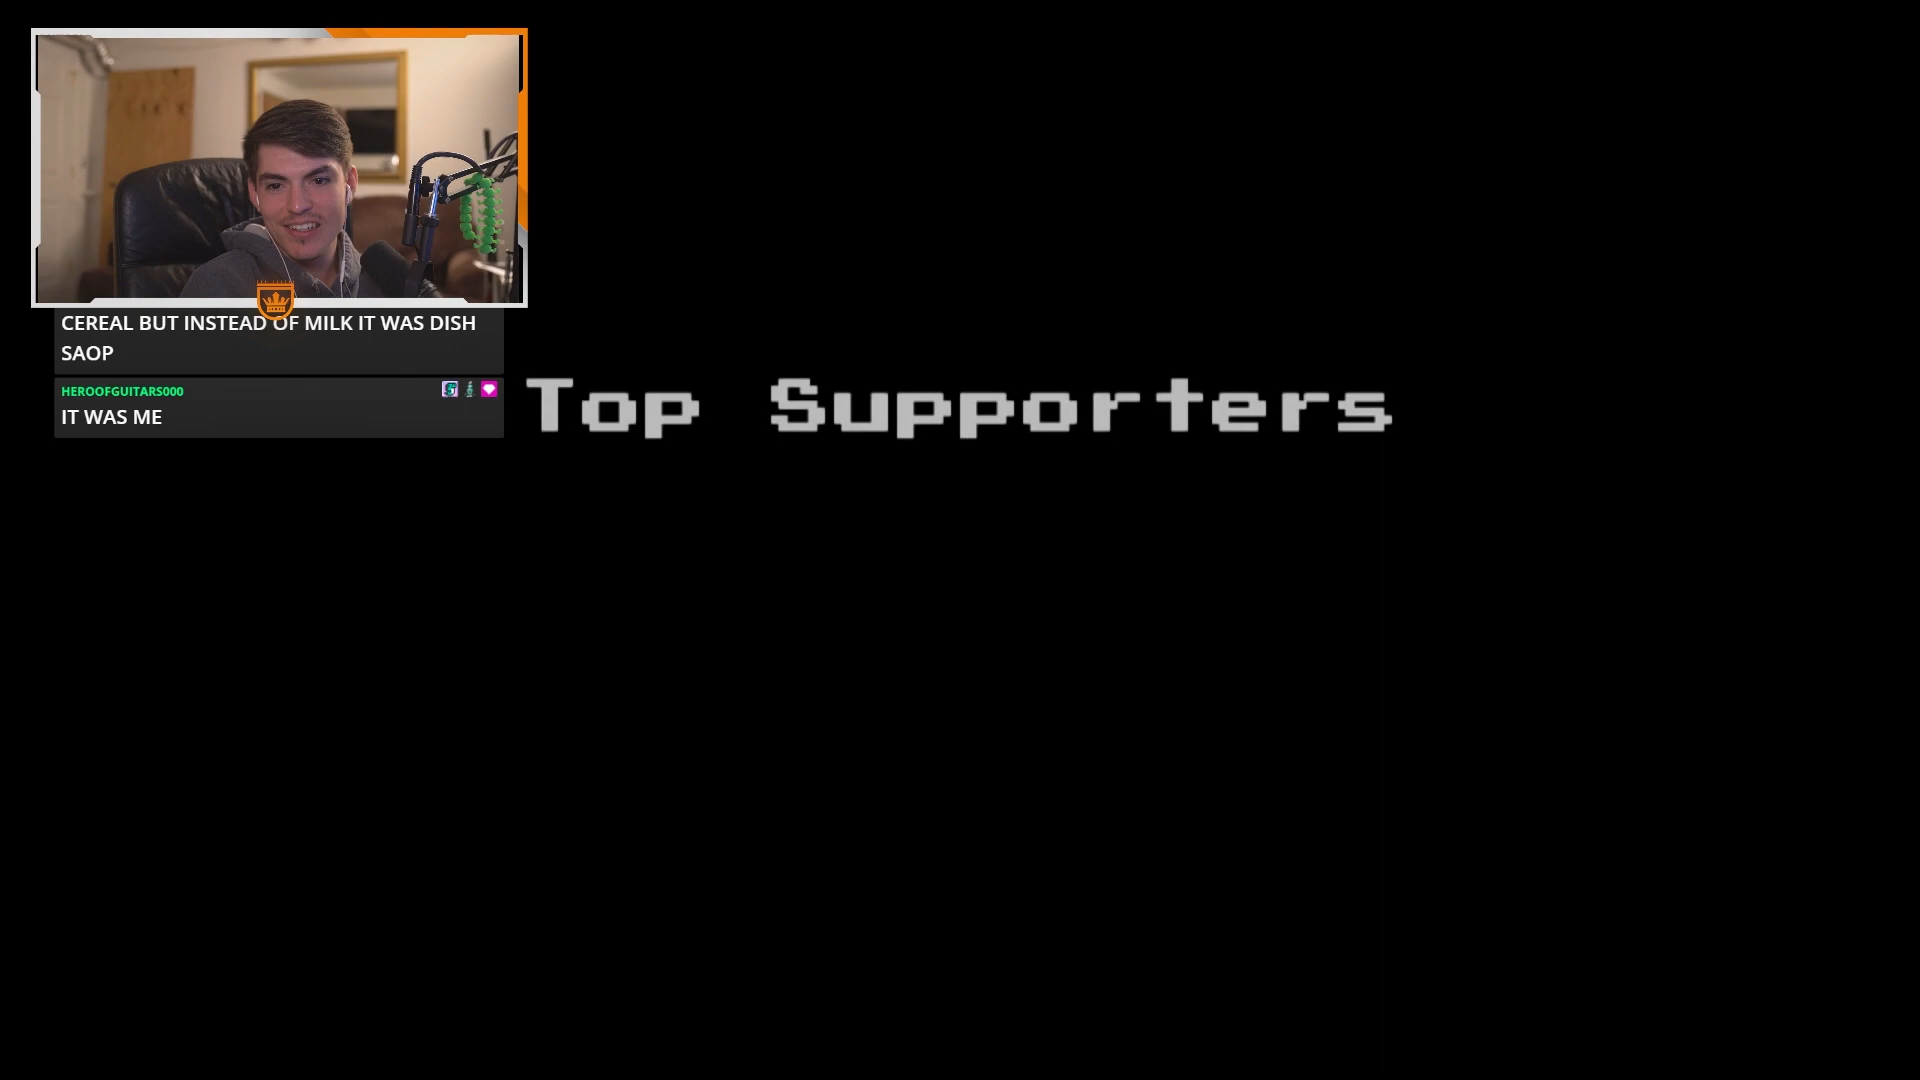 CEREAL BUT INSTEAD OF MILK IT WAS DISH
SAOP
HEROOFGUITARS000
IT WAS ME
Top Supporters